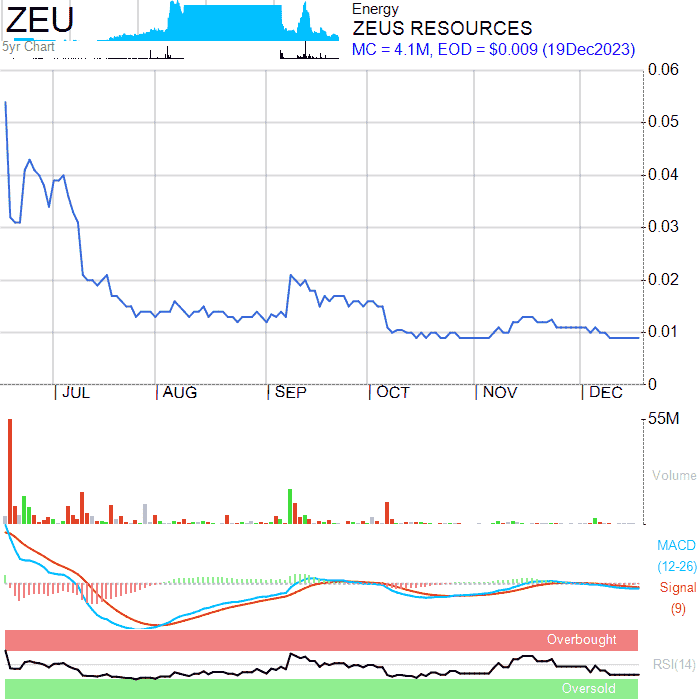 ZEU
5yr Chart
Energy
ZEUS RESOURCES
MC = 4.1M, EOD = $0.009 (19Dec2023)
0.06
0.05
0.04
0.03
0.02
0.01
0
JUL AUG SEP OCT NOV DEC
55M
Volume
MACD
(12-26)
Signal
(9)
Overbought
RSI(14)
Oversold